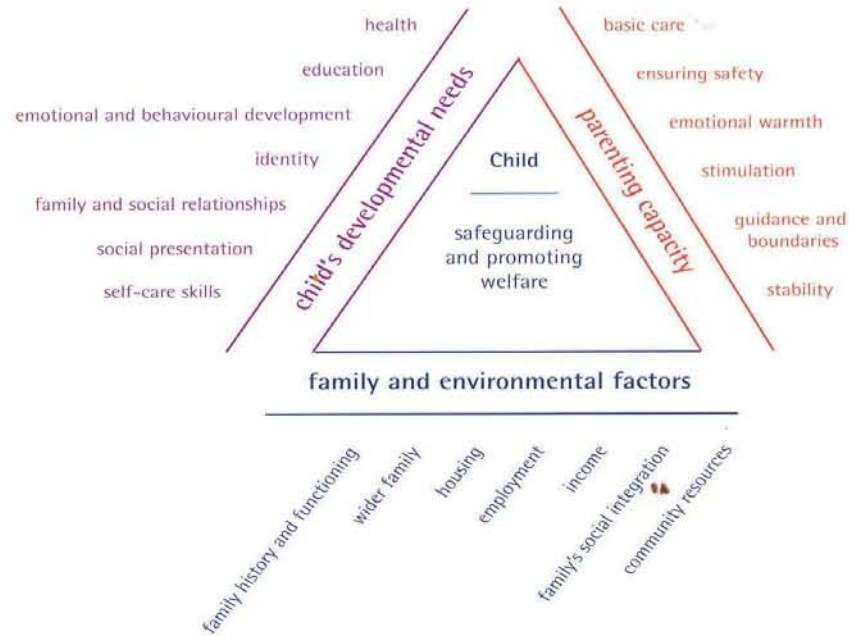 health
education
emotional and behavioural development
identity
family and social relationships
social presentation
self-care skills
child's developmental needs
Child
safeguarding
and promoting
welfare
parenting capacity
basic care
ensuring safety
emotional warmth
stimulation
guidance and
boundaries
stability
family and environmental factors
family history and functioning
wider family
housing
employment
income
family's social integration
community resources